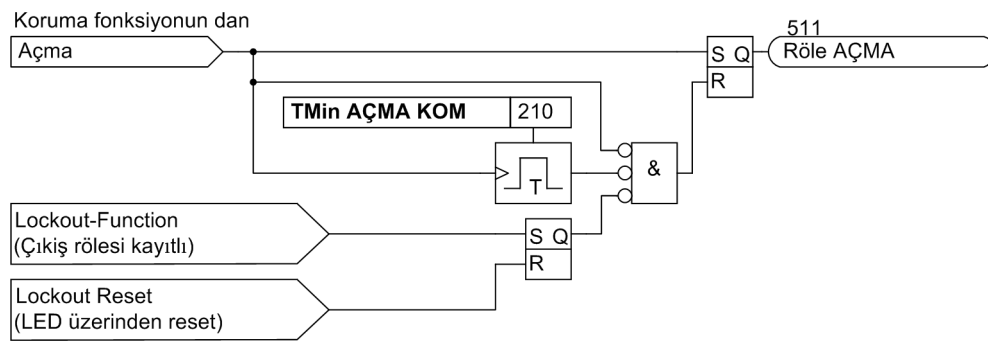 Koruma fonksiyonun dan
Açma
511
S Q
Röle AÇMA
R
TMin AÇMA KOM 210
&
T
Lockout-Function
(Çıkiş rölesi kayıtlı)
S Q
R
Lockout Reset
(LED üzerinden reset)